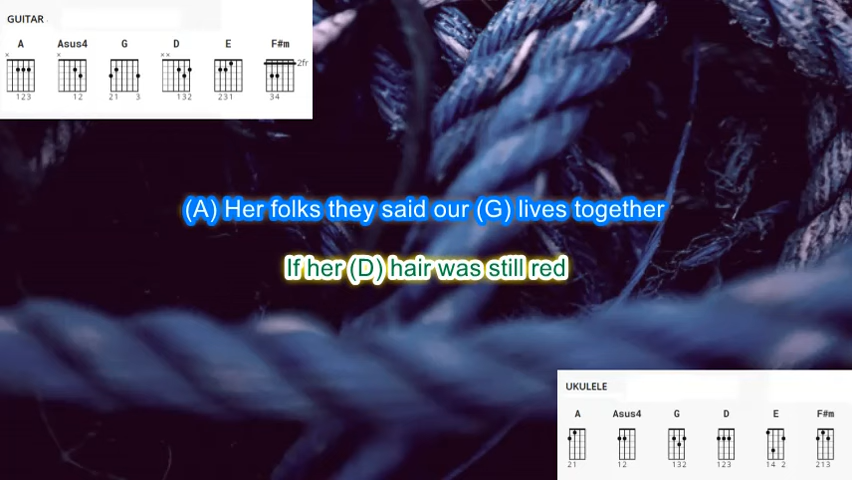 GUITAR
A Asus4 G D E F#m
x x xx 2fr
123 12 21 3 132 231 34
(A) Her folks they said our (G) lives together
If her (D) hair was still red
UKULELE
A Asus4 G D E F#m
21 12 132 123 14 2 213